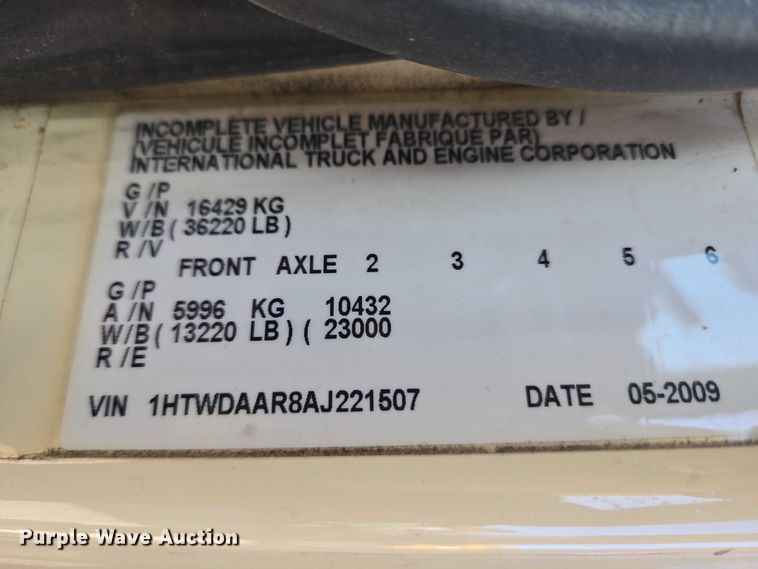 INCOMPLETE VEHICLE MANUFACTURED BY /
(VEHICULE INCOMPLET FABRIQUE PAR)
INTERNATIONAL TRUCK AND ENGINE CORPORATION
G /P
V /N 16429 KG
W/B ( 36220 LB )
R /V
FRONT AXLE 2 3 4 5 6
G /P
A /N 5996 KG 10432
W/B ( 13220 LB ) ( 23000
R /E
VIN 1HTWDAAR8AJ221507 DATE 05-2009
Purple Wave Auction